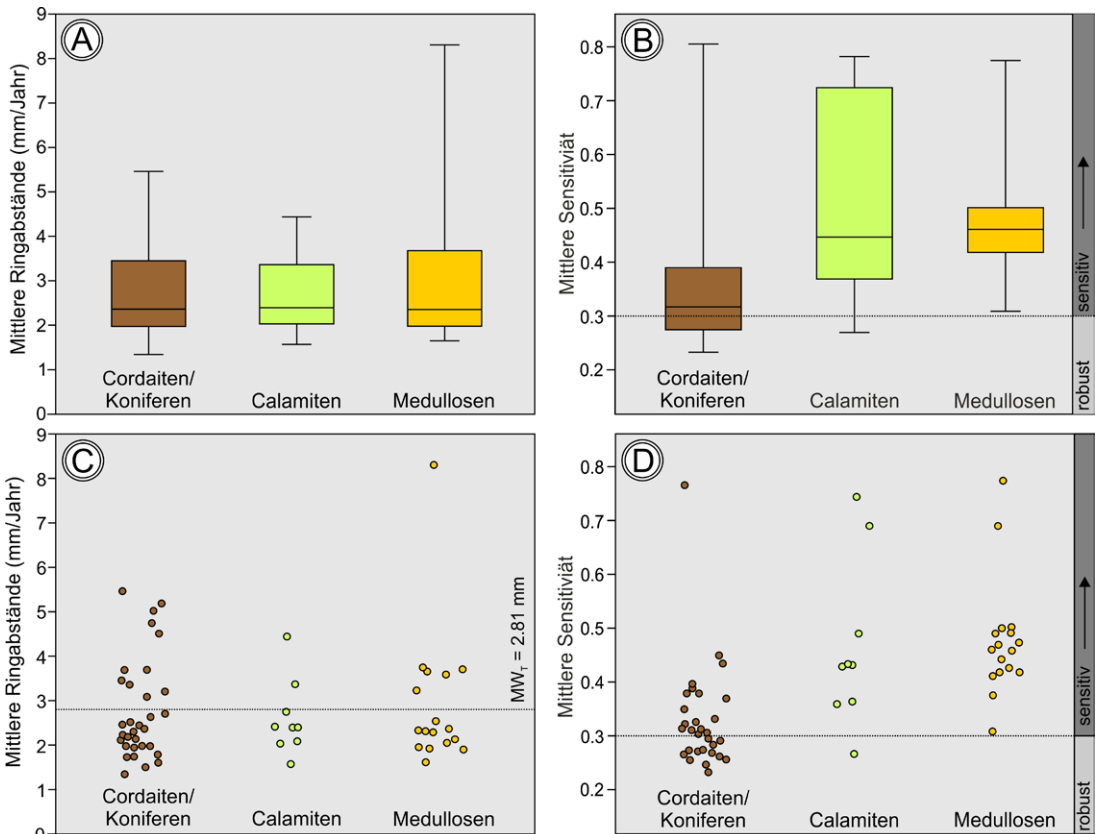 A
Mittlere Ringabstände (mm/Jahr)
9
8
7
6
5
4
3
2
1
0
Cordaiten/
Koniferen
Calamiten
Medullosen
B
Mittlere Sensitiviät
0.8
0.7
0.6
0.5
0.4
0.3
0.2
Cordaiten/
Koniferen
Calamiten
Medullosen
sensitiv
robust
C
Mittlere Ringabstände (mm/Jahr)
9
8
7
6
5
4
3
2
1
0
MWT = 2.81 mm
Cordaiten/
Koniferen
Calamiten
Medullosen
D
Mittlere Sensitiviät
0.8
0.7
0.6
0.5
0.4
0.3
0.2
Cordaiten/
Koniferen
Calamiten
Medullosen
sensitiv
robust